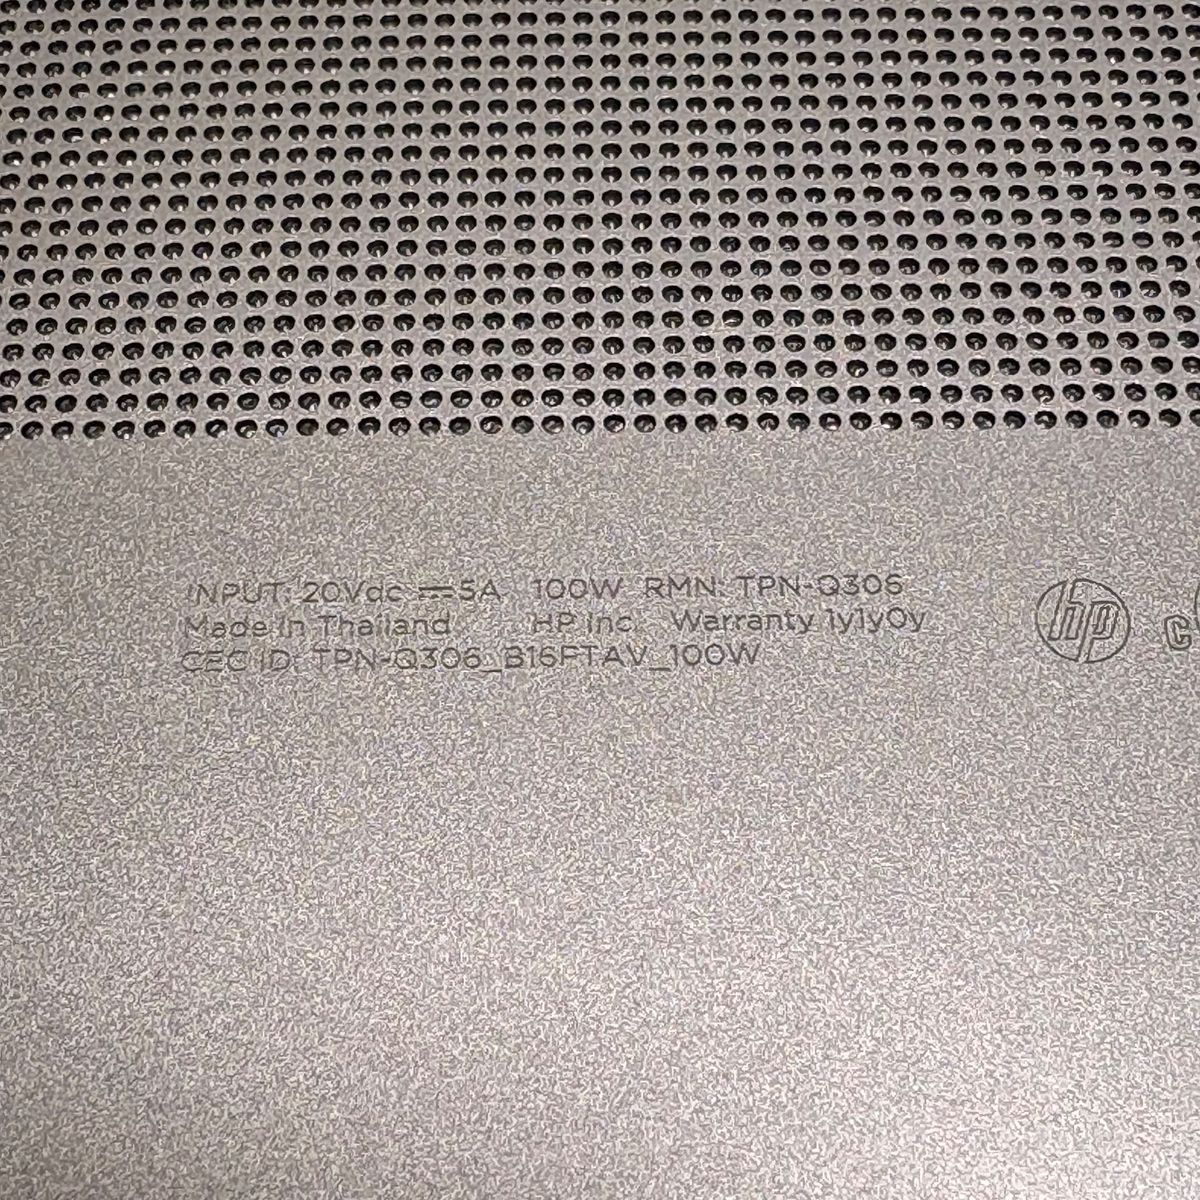 INPUT: 20Vdc ⎓5A 100W RMN: TPN-Q306
Made in Thailand HP Inc. Warranty 1y1y0y
CEC ID: TPN-Q306_B16FTAV_100W
hp